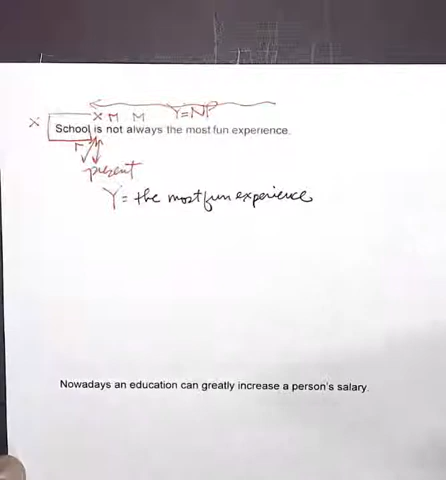 X M M Y=NP
X
School is not always the most fun experience.
present
Y= the most fun experience
Nowadays an education can greatly increase a person's salary.